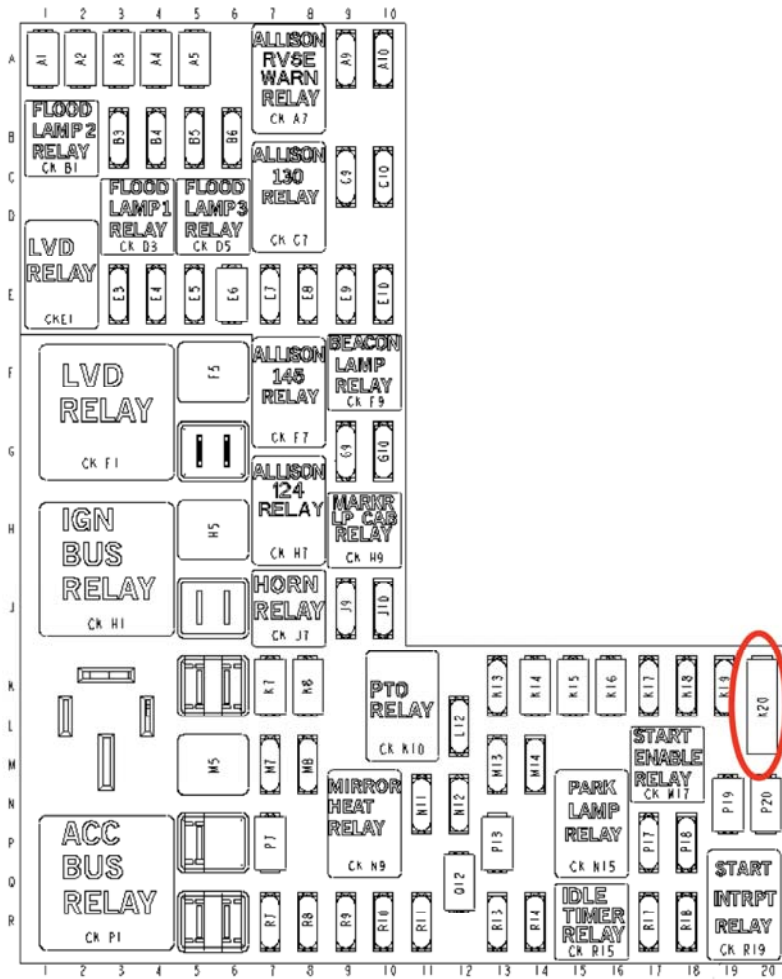 1 2 3 4 5 6 7 8 9 10
A
A1 A2 A3 A4 A5
ALLISON
RVSE
WARN
RELAY
CK A7
A9 A10
B
FLOOD
LAMP2
RELAY
CK B1
B3 B4 B5 B6
C
ALLISON
130
RELAY
CK C7
C9 C10
D
FLOOD
LAMP1
RELAY
CK D3
FLOOD
LAMP3
RELAY
CK D5
LVD
RELAY
CKE1
E
E3 E4 E5 E6 E7 E8 E9 E10
F
LVD
RELAY
CK F1
F5
ALLISON
145
RELAY
CK F7
BEACON
LAMP
RELAY
CK F9
G
G9 G10
ALLISON
124
RELAY
CK H7
H
IGN
BUS
RELAY
CK H1
H5
MARKR
LP CAB
RELAY
CK H9
J
HORN
RELAY
CK J7
J9 J10
K
K7 K8
PTO
RELAY
CK K10
K13 K14 K15 K16 K17 K18 K19 K20
L
L12
M
M5 M7 M8
M13 M14
START
ENABLE
RELAY
CK M17
N
MIRROR
HEAT
RELAY
CK N9
N11 N12
PARK
LAMP
RELAY
CK N15
P19 P20
P
ACC
BUS
RELAY
CK P1
P7
P13
P17 P18
Q
Q12
START
INTRPT
RELAY
CK R19
R
R7 R8 R9 R10 R11
R13 R14
IDLE
TIMER
RELAY
CK R15
R17 R18
1 2 3 4 5 6 7 8 9 10 11 12 13 14 15 16 17 18 19 20